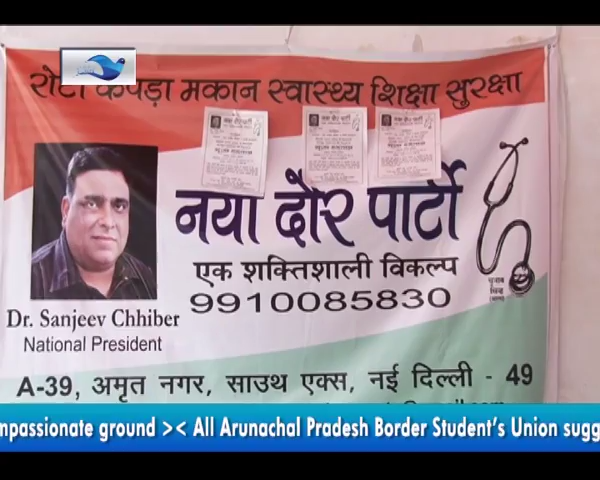 रोटी कपड़ा मकान स्वास्थ्य शिक्षा सुरक्षा
नया दौर पार्टी
एक शक्तिशाली विकल्प
9910085830
चुनाव
चिन्ह
Dr. Sanjeev Chhiber
National President
A-39, अमृत नगर, साउथ एक्स, नई दिल्ली - 49
mpassionate ground >< All Arunachal Pradesh Border Student's Union sugg